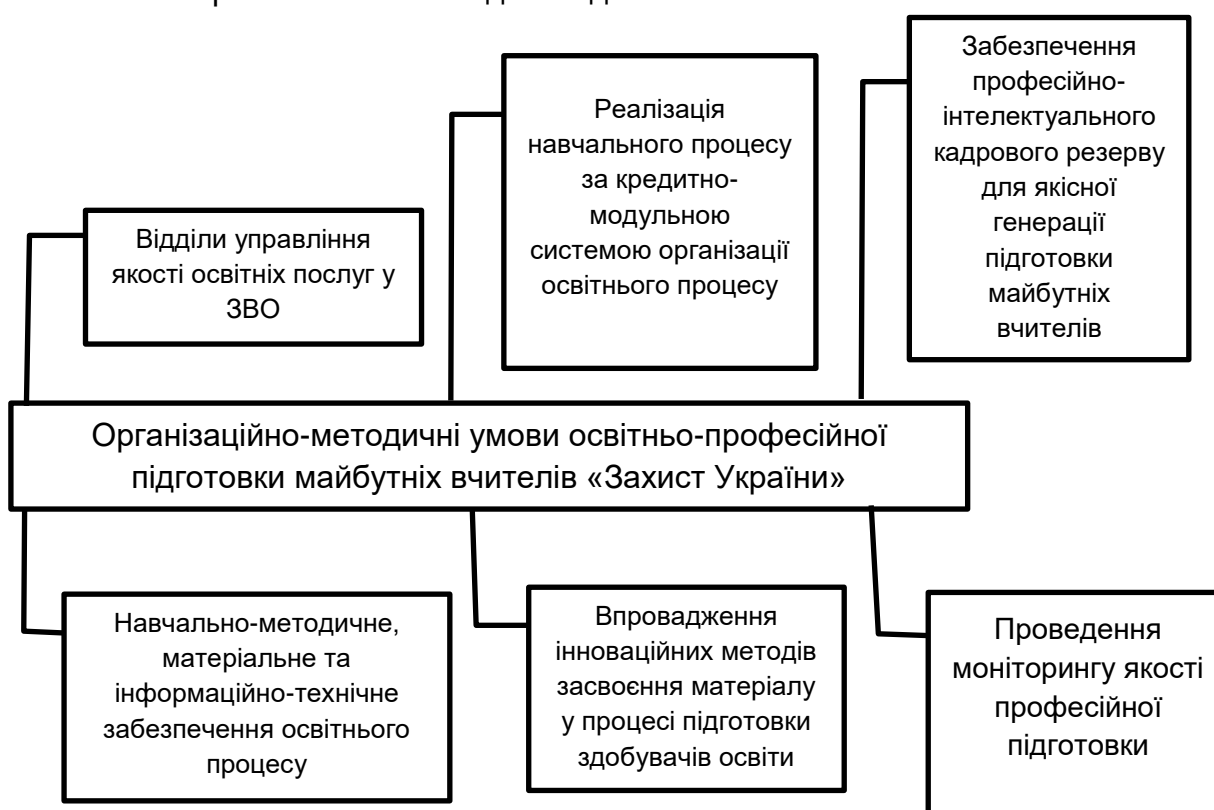 Відділи управління
якості освітніх послуг у
ЗВО
Реалізація
навчального процесу
за кредитно-
модульною
системою організації
освітнього процесу
Забезпечення
професійно-
інтелектуального
кадрового резерву
для якісної
генерації
підготовки
майбутніх
вчителів
Організаційно-методичні умови освітньо-професійної
підготовки майбутніх вчителів «Захист України»
Навчально-методичне,
матеріальне та
інформаційно-технічне
забезпечення освітнього
процесу
Впровадження
інноваційних методів
засвоєння матеріалу
у процесі підготовки
здобувачів освіти
Проведення
моніторингу якості
професійної
підготовки